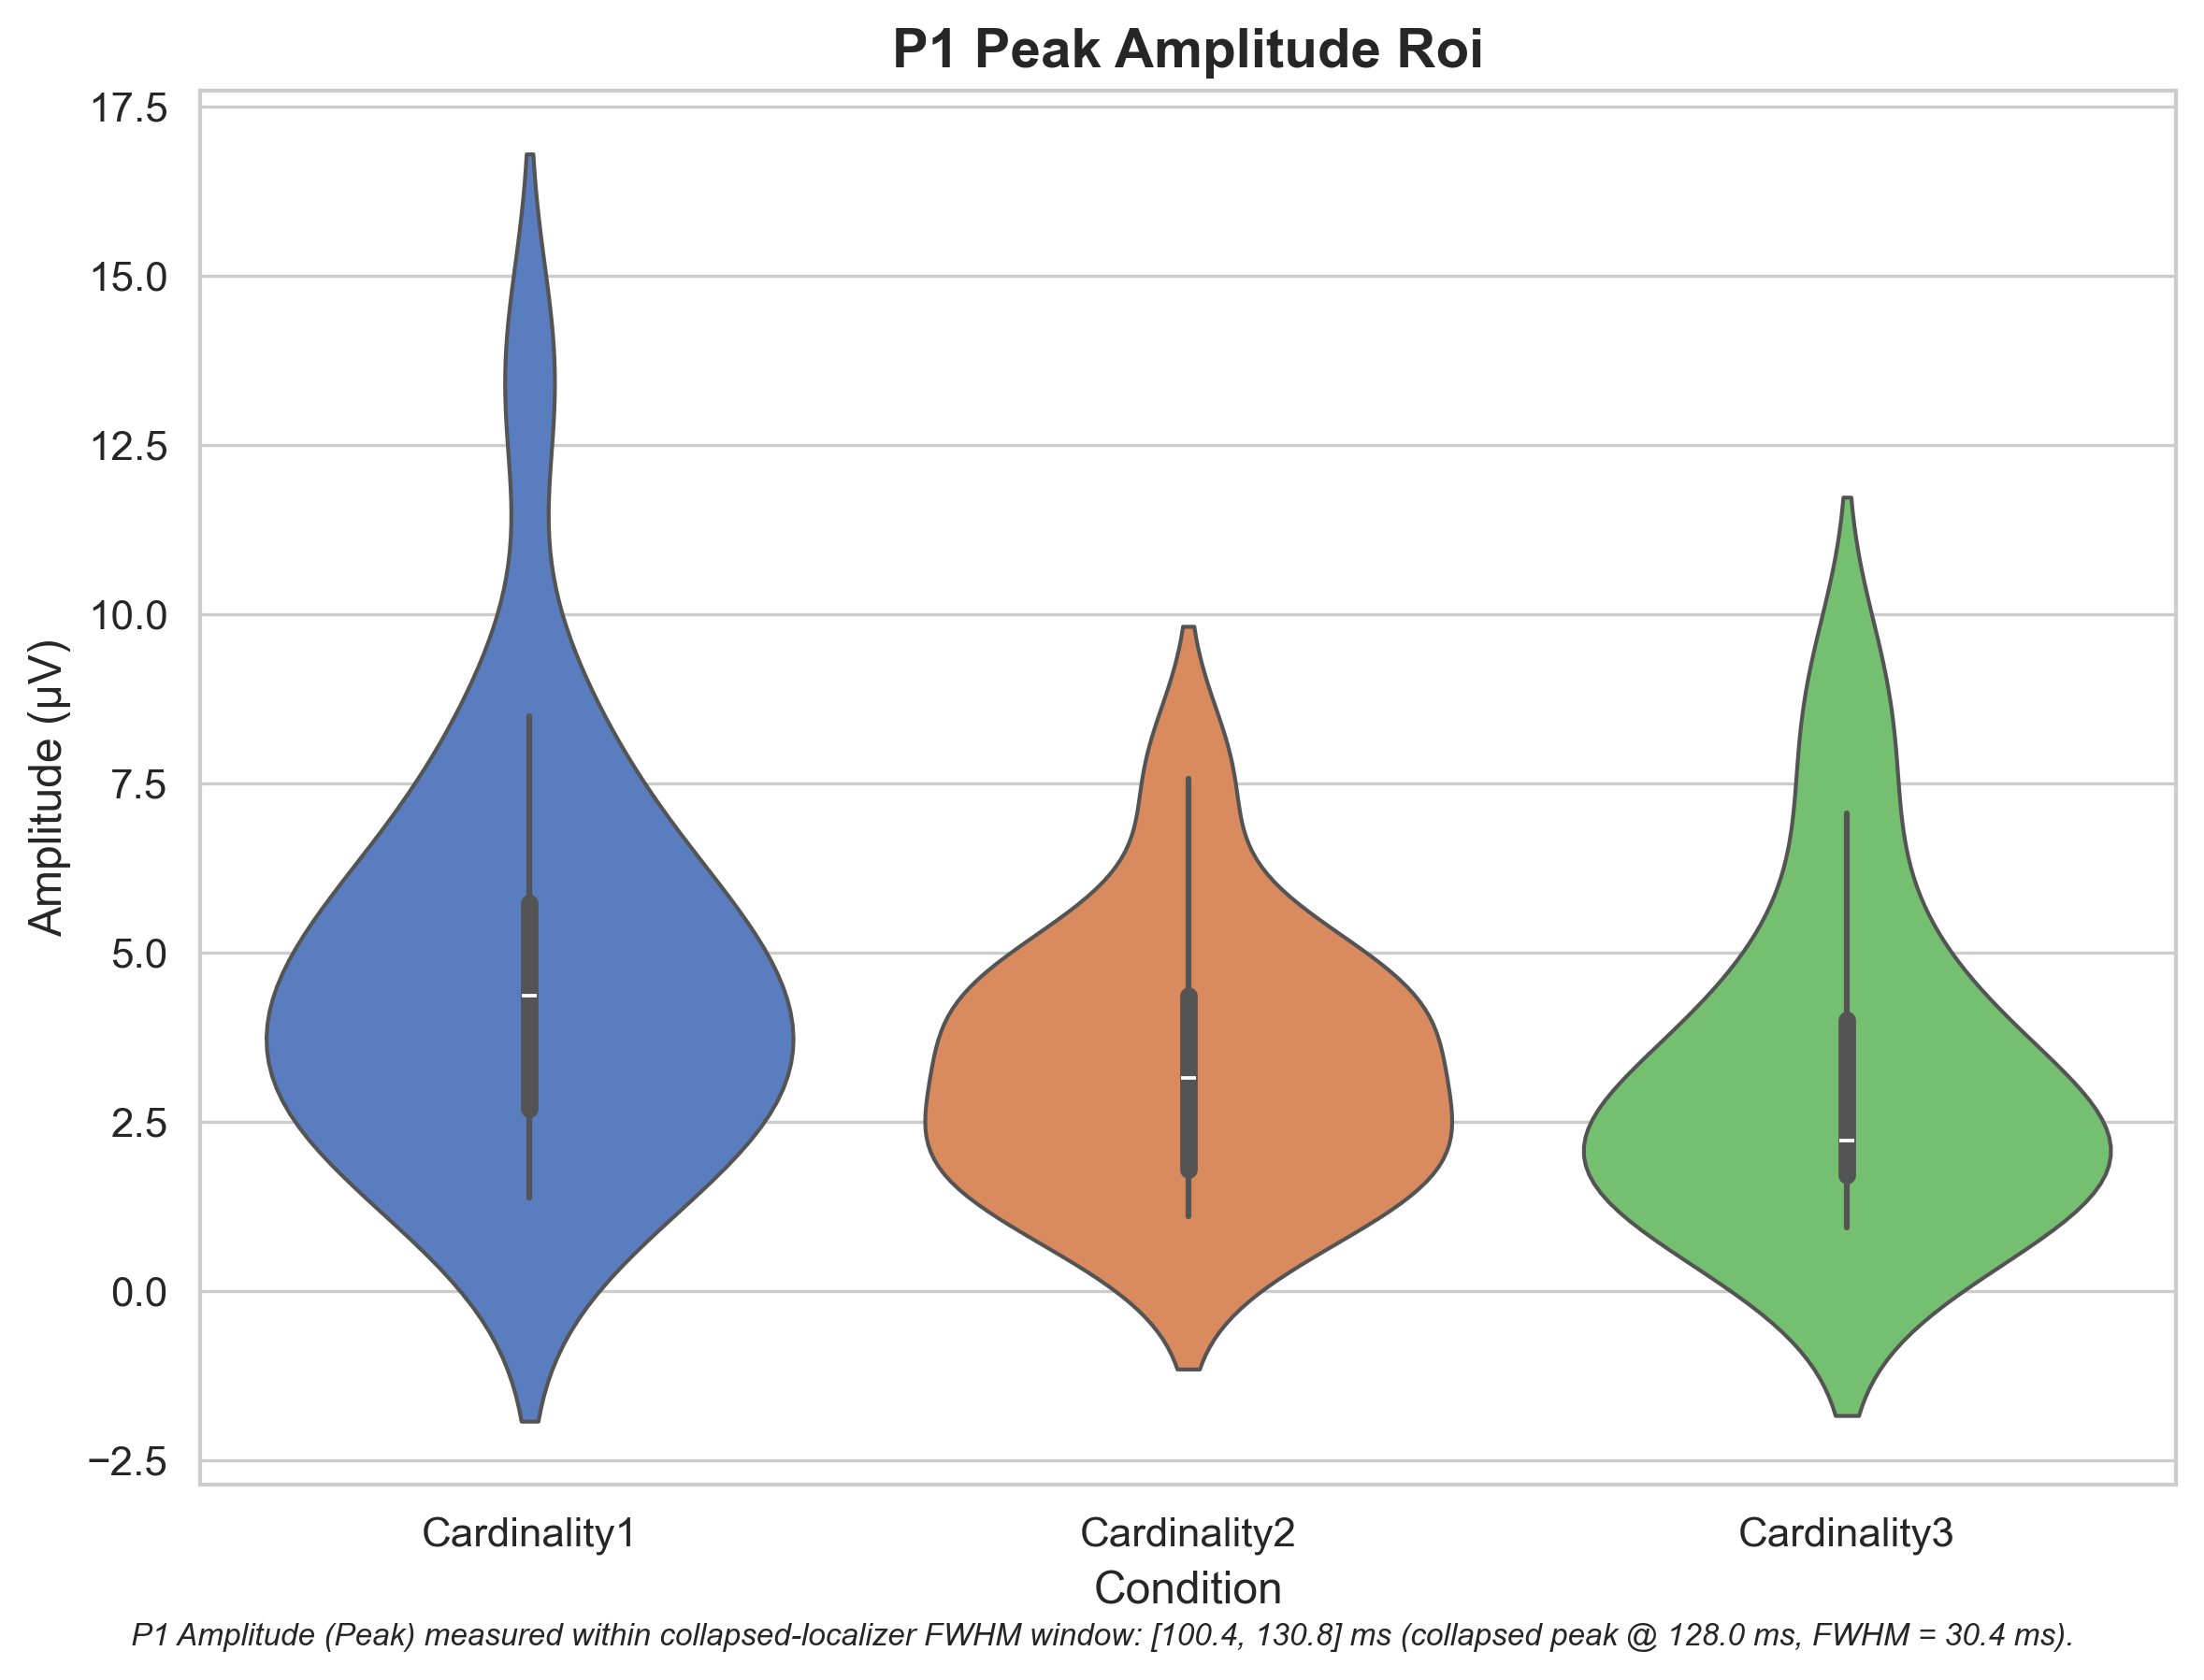 P1 Peak Amplitude Roi
17.5
15.0
12.5
10.0
7.5
5.0
2.5
0.0
−2.5
Amplitude (µV)
Cardinality1 Cardinality2 Cardinality3
Condition
P1 Amplitude (Peak) measured within collapsed-localizer FWHM window: [100.4, 130.8] ms (collapsed peak @ 128.0 ms, FWHM = 30.4 ms).